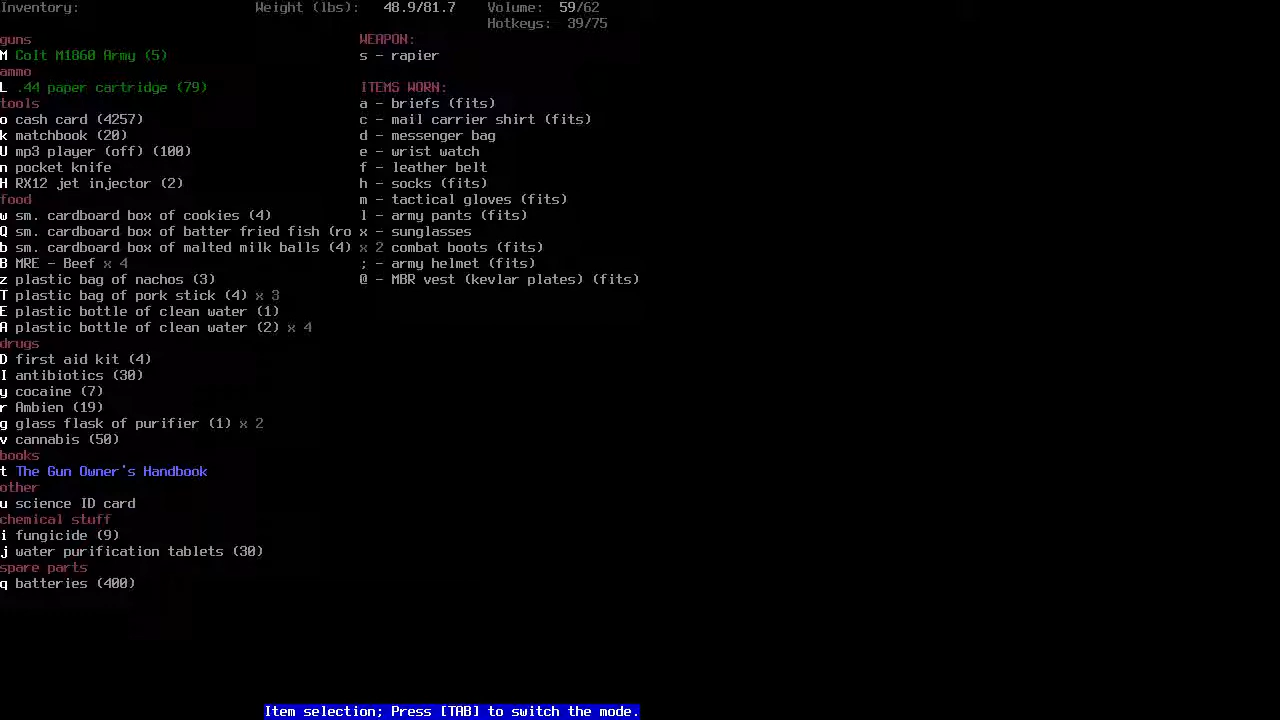 Inventory: Weight (lbs): 48.9/81.7 Volume: 59/62
Hotkeys: 39/75
guns
M Colt M1860 Army (5)
ammo
L .44 paper cartridge (79)
tools
o cash card (4257)
k matchbook (20)
U mp3 player (off) (100)
n pocket knife
H RX12 jet injector (2)
food
w sm. cardboard box of cookies (4)
Q sm. cardboard box of batter fried fish (ro
b sm. cardboard box of malted milk balls (4) x 2
B MRE - Beef x 4
z plastic bag of nachos (3)
T plastic bag of pork stick (4) x 3
E plastic bottle of clean water (1)
A plastic bottle of clean water (2) x 4
drugs
D first aid kit (4)
I antibiotics (30)
y cocaine (7)
r Ambien (19)
g glass flask of purifier (1) x 2
v cannabis (50)
books
t The Gun Owner's Handbook
other
u science ID card
chemical stuff
i fungicide (9)
j water purification tablets (30)
spare parts
q batteries (400)
WEAPON:
s - rapier
ITEMS WORN:
a - briefs (fits)
c - mail carrier shirt (fits)
d - messenger bag
e - wrist watch
f - leather belt
h - socks (fits)
m - tactical gloves (fits)
l - army pants (fits)
x - sunglasses
combat boots (fits)
; - army helmet (fits)
@ - MBR vest (kevlar plates) (fits)
Item selection; Press [TAB] to switch the mode.